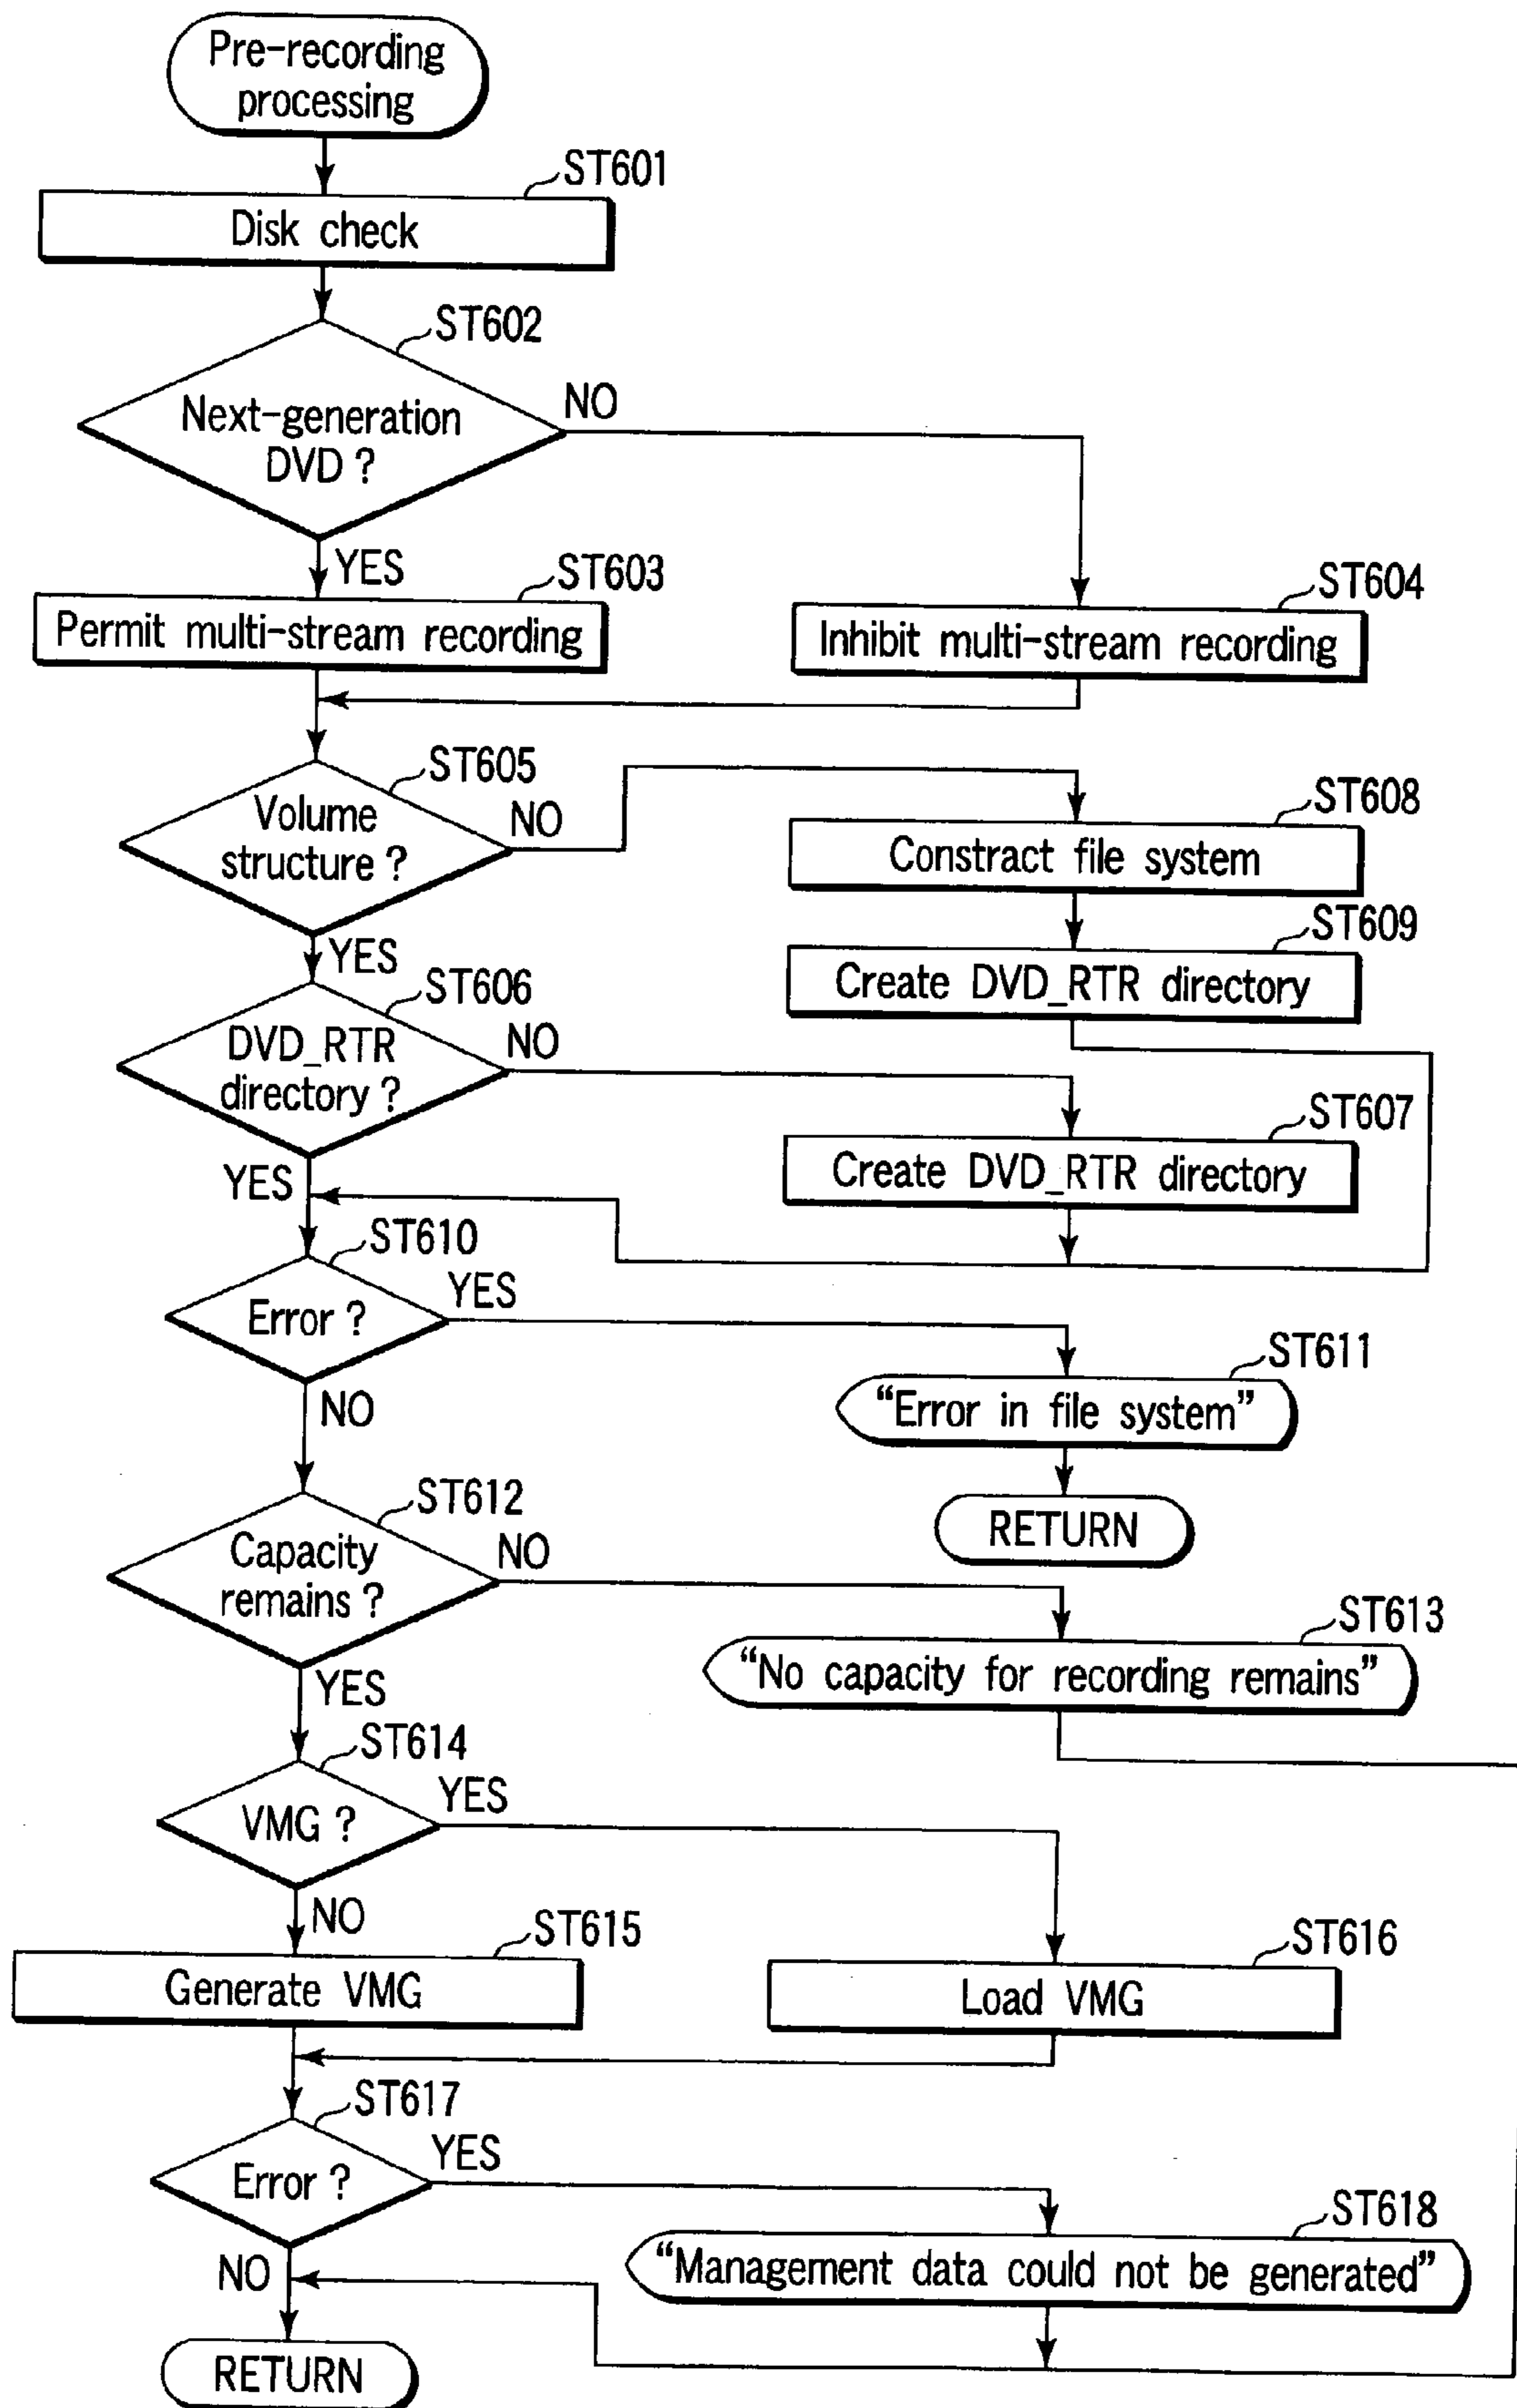 Pre-recording
processing
ST601
Disk check
ST602
Next-generation
DVD ?
NO
YES
ST603
Permit multi-stream recording
ST604
Inhibit multi-stream recording
ST605
Volume
structure ?
NO
YES
ST608
Constract file system
ST609
Create DVD_RTR directory
ST606
DVD_RTR
directory ?
NO
YES
ST607
Create DVD_RTR directory
ST610
Error ?
YES
NO
ST611
“Error in file system”
RETURN
ST612
Capacity
remains ?
NO
YES
ST613
“No capacity for recording remains”
ST614
VMG ?
YES
NO
ST615
Generate VMG
ST616
Load VMG
ST617
Error ?
YES
NO
ST618
“Management data could not be generated”
RETURN